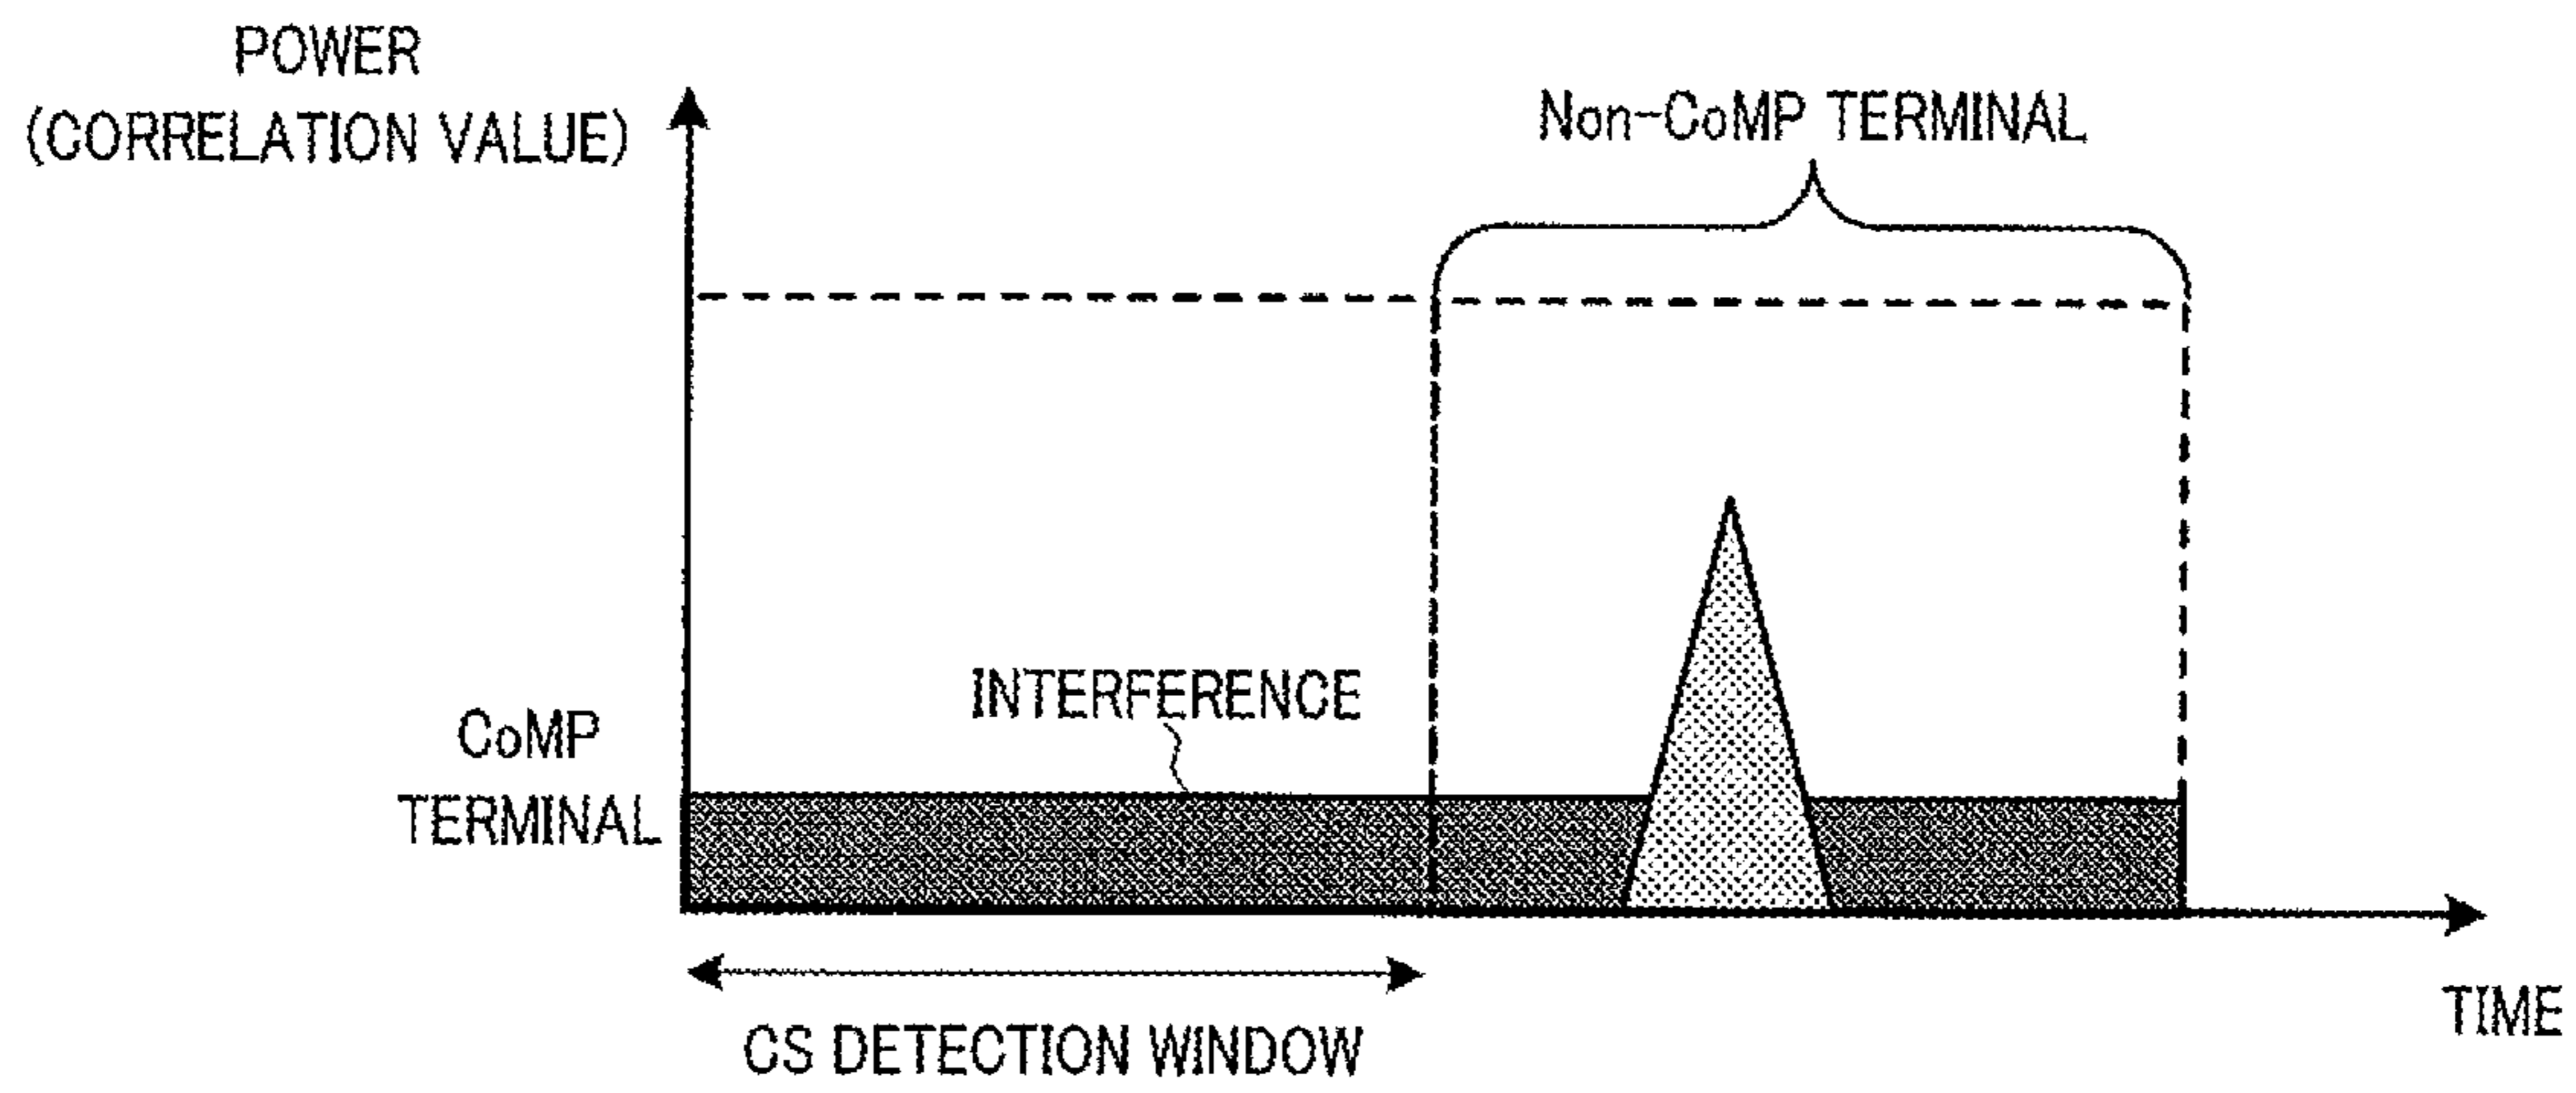 POWER
(CORRELATION VALUE)
Non-CoMP TERMINAL
INTERFERENCE
CoMP
TERMINAL
CS DETECTION WINDOW
TIME